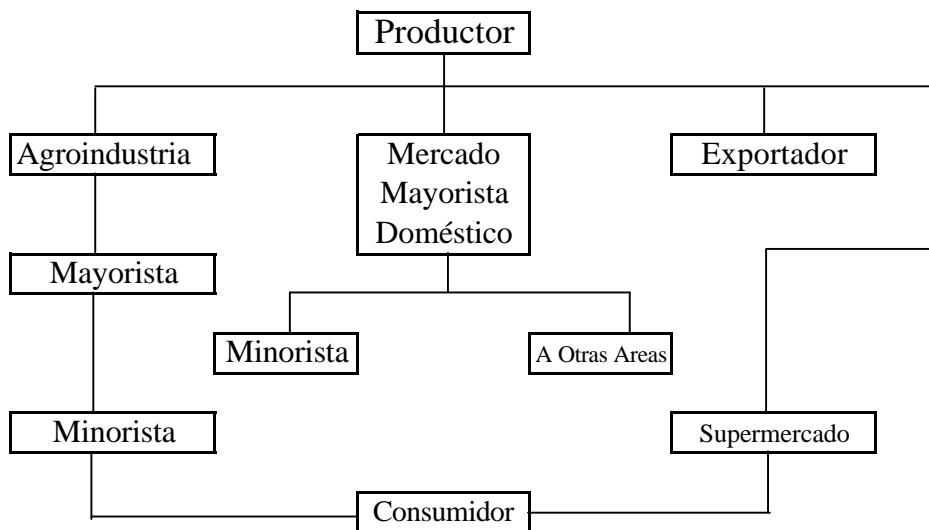 Productor
Agroindustria
Mercado
Mayorista
Doméstico
Exportador
Mayorista
Minorista
A Otras Areas
Minorista
Supermercado
Consumidor